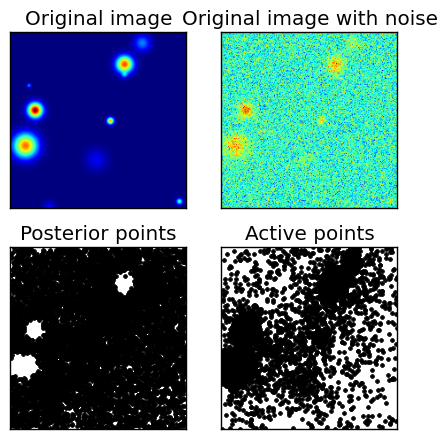 Original image
Original image with noise
Posterior points
Active points